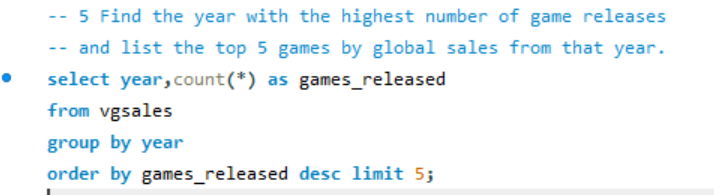 -- 5 Find the year with the highest number of game releases
-- and list the top 5 games by global sales from that year.
select year,count(*) as games_released
from vgsales
group by year
order by games_released desc limit 5;